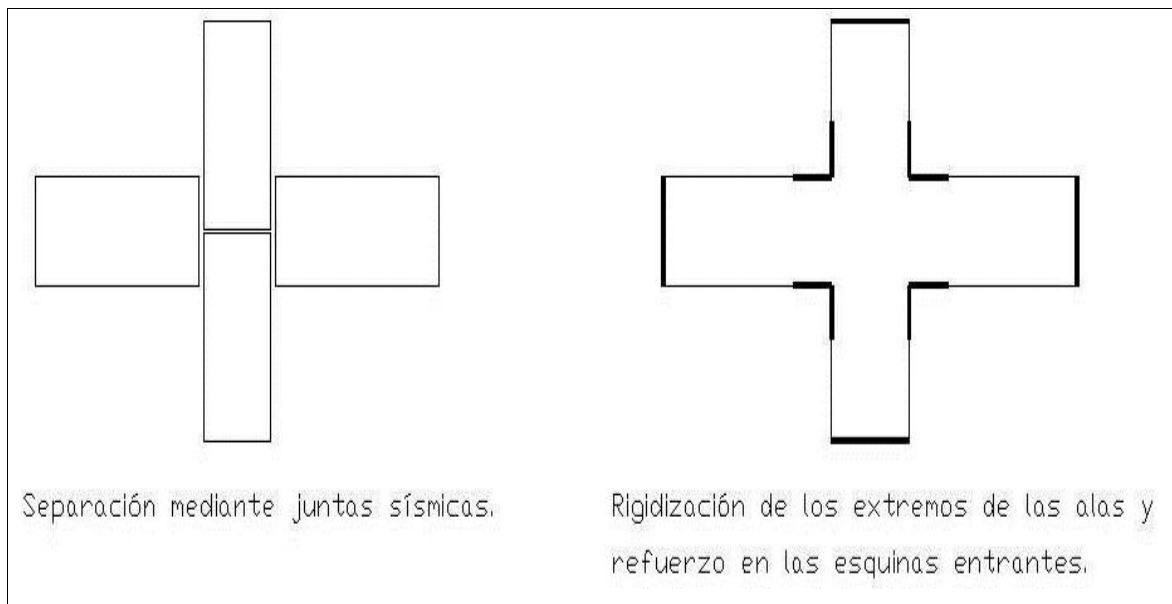 Separación mediante juntas sísmicas.
Rigidización de los extremos de las alas y
refuerzo en las esquinas entrantes.